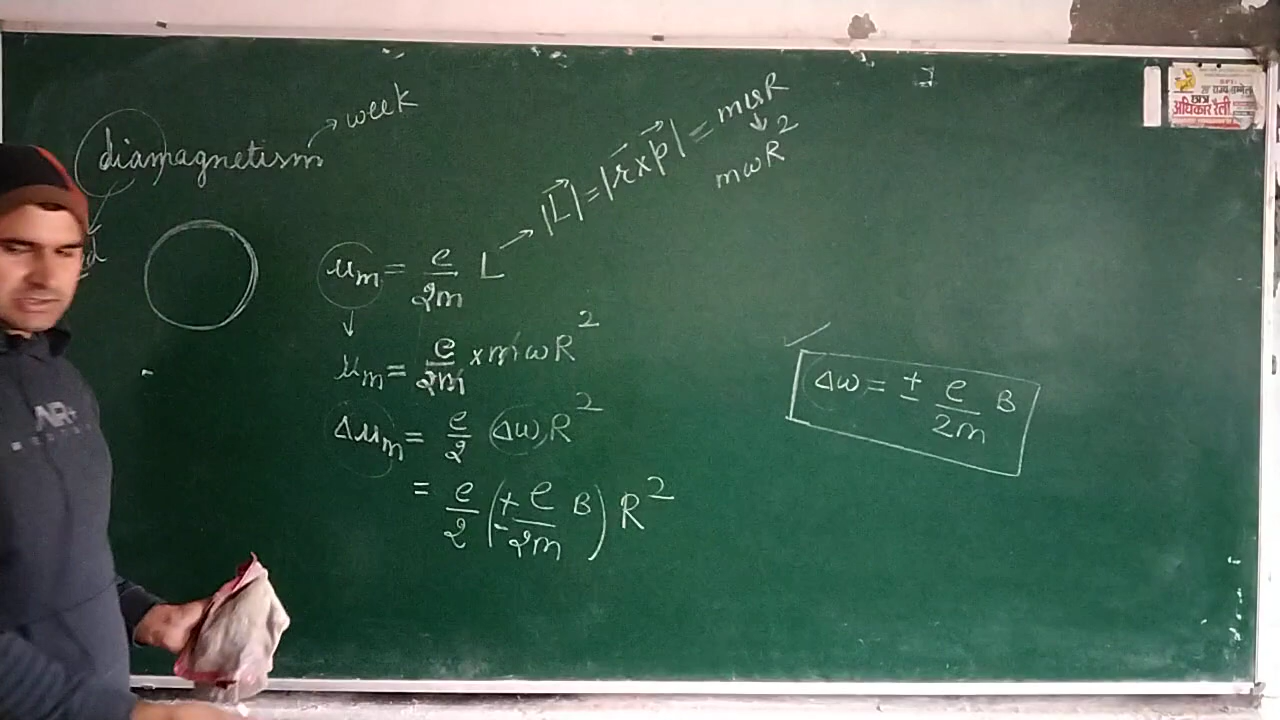 diamagnetism → week
|L⃗| = |r⃗ x p⃗| = mvR
mωR²
μm = e/2m L
μm = e/2m x mωR²
Δμm = e/2 Δω R²
= e/2 (± e/2m B) R²
Δω = ± e/2m B
छात्र
अधिकार रैली